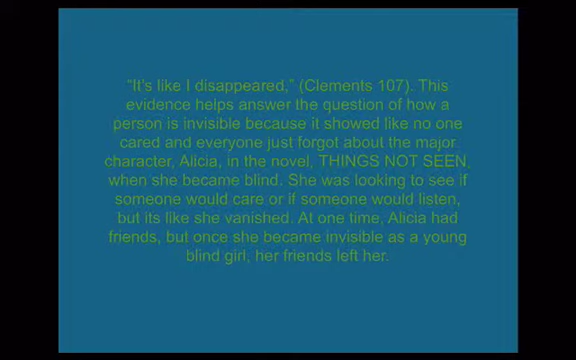 “It’s like I disappeared,” (Clements 107). This
evidence helps answer the question of how a
person is invisible because it showed like no one
cared and everyone just forgot about the major
character, Alicia, in the novel, THINGS NOT SEEN,
when she became blind. She was looking to see if
someone would care or if someone would listen,
but its like she vanished. At one time, Alicia had
friends, but once she became invisible as a young
blind girl, her friends left her.